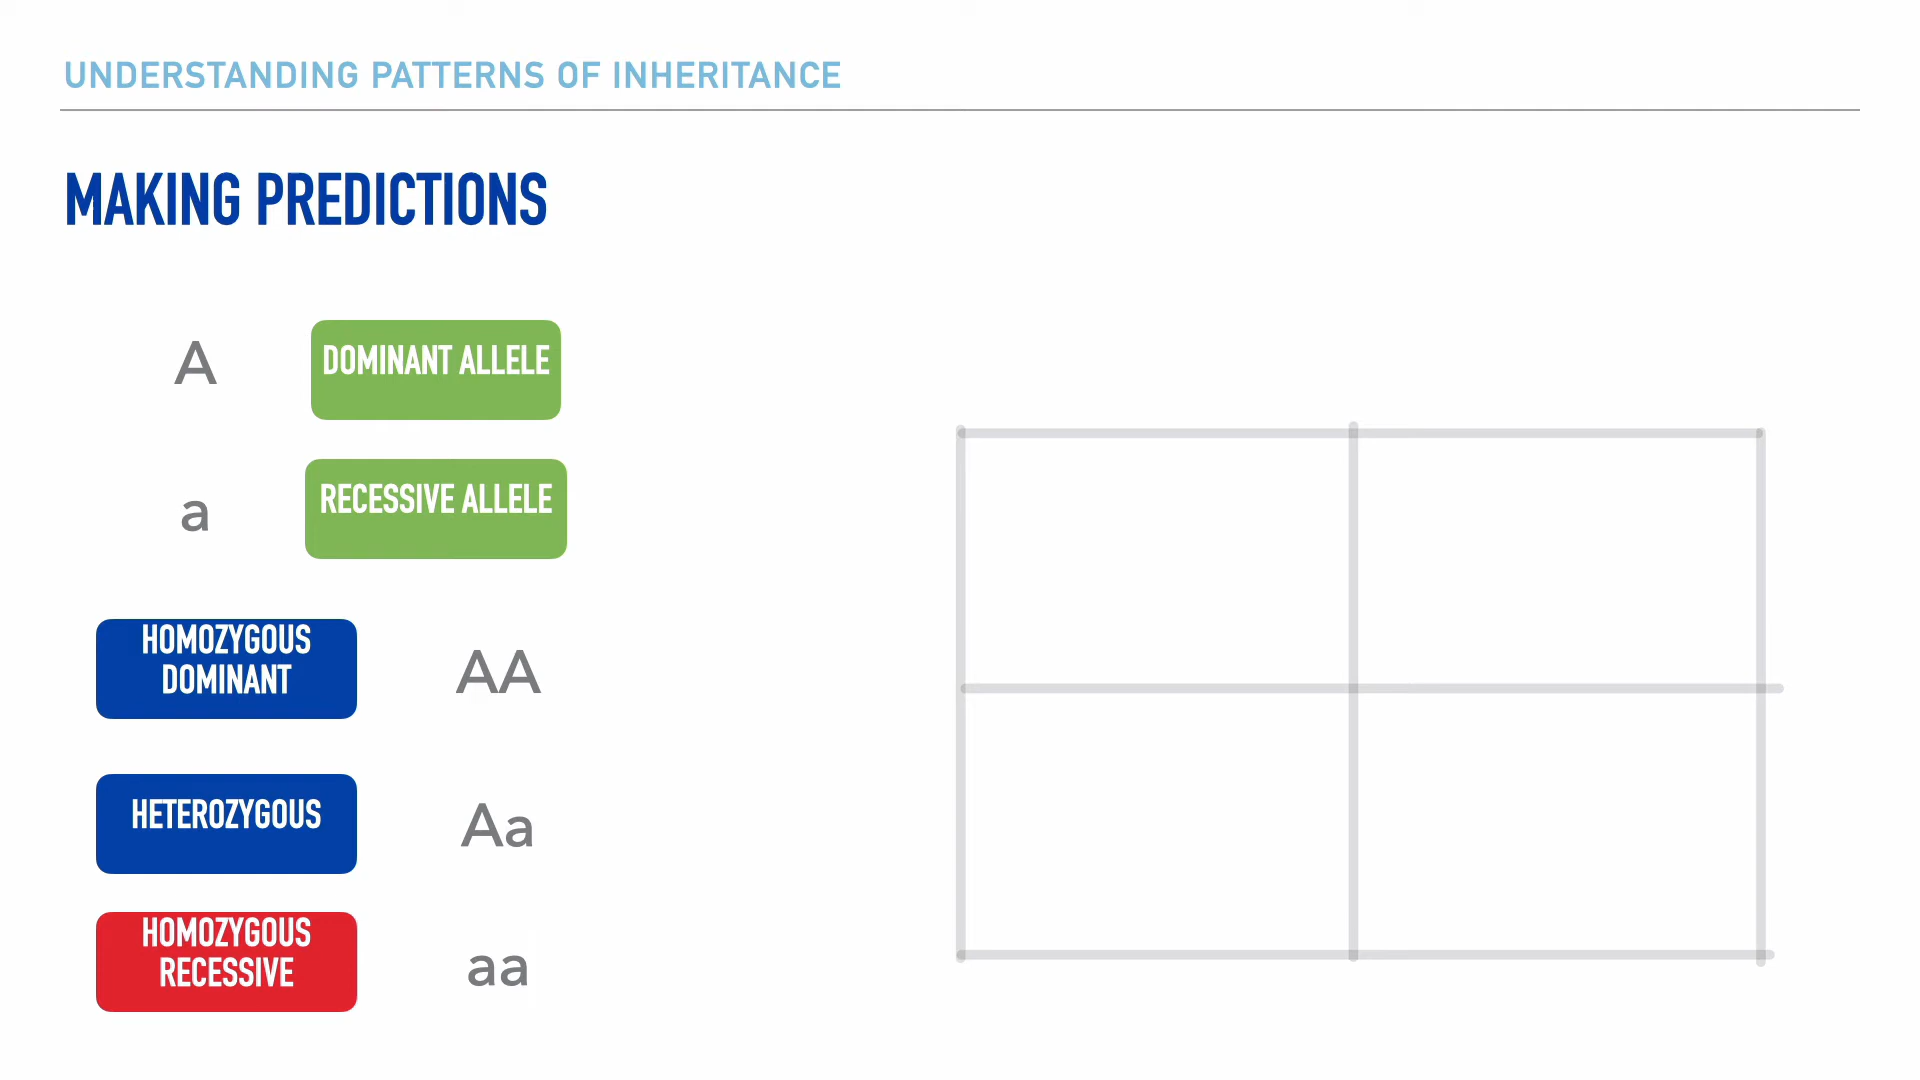 UNDERSTANDING PATTERNS OF INHERITANCE
MAKING PREDICTIONS
A
DOMINANT ALLELE
a
RECESSIVE ALLELE
HOMOZYGOUS
DOMINANT
AA
HETEROZYGOUS
Aa
HOMOZYGOUS
RECESSIVE
aa